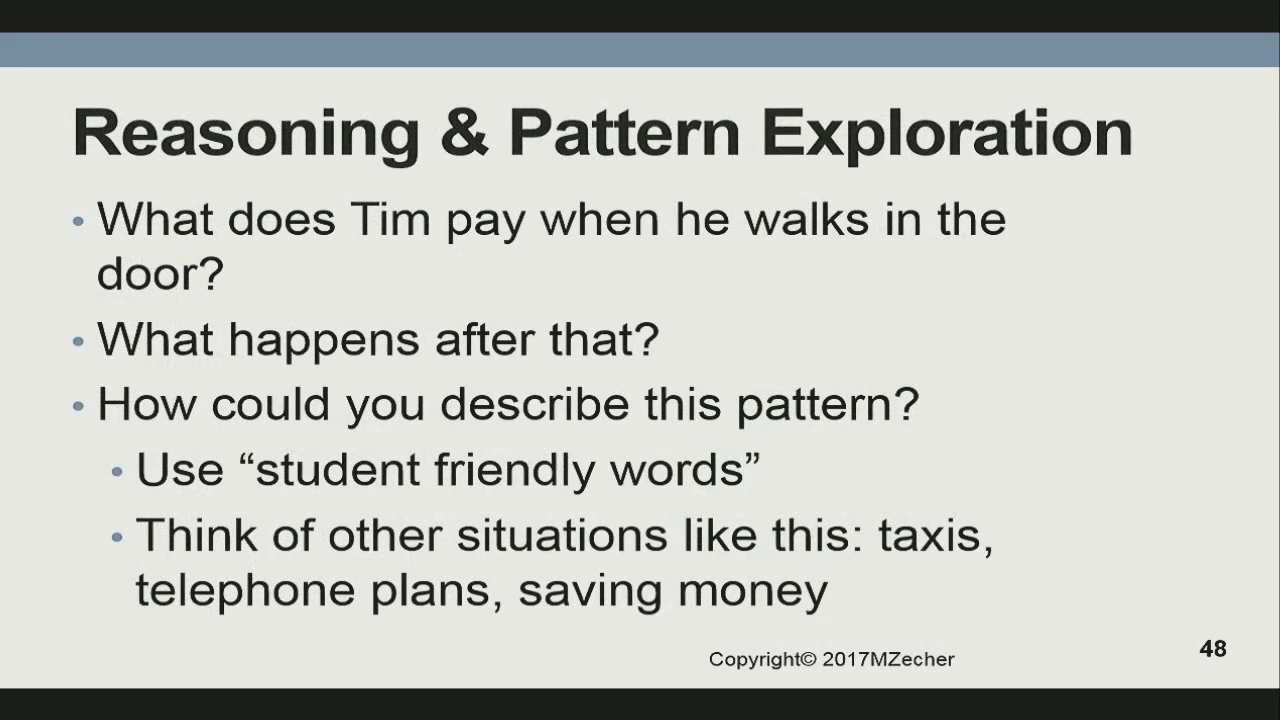 Reasoning & Pattern Exploration
• What does Tim pay when he walks in the
door?
• What happens after that?
• How could you describe this pattern?
• Use “student friendly words”
• Think of other situations like this: taxis,
telephone plans, saving money
Copyright© 2017MZecher
48